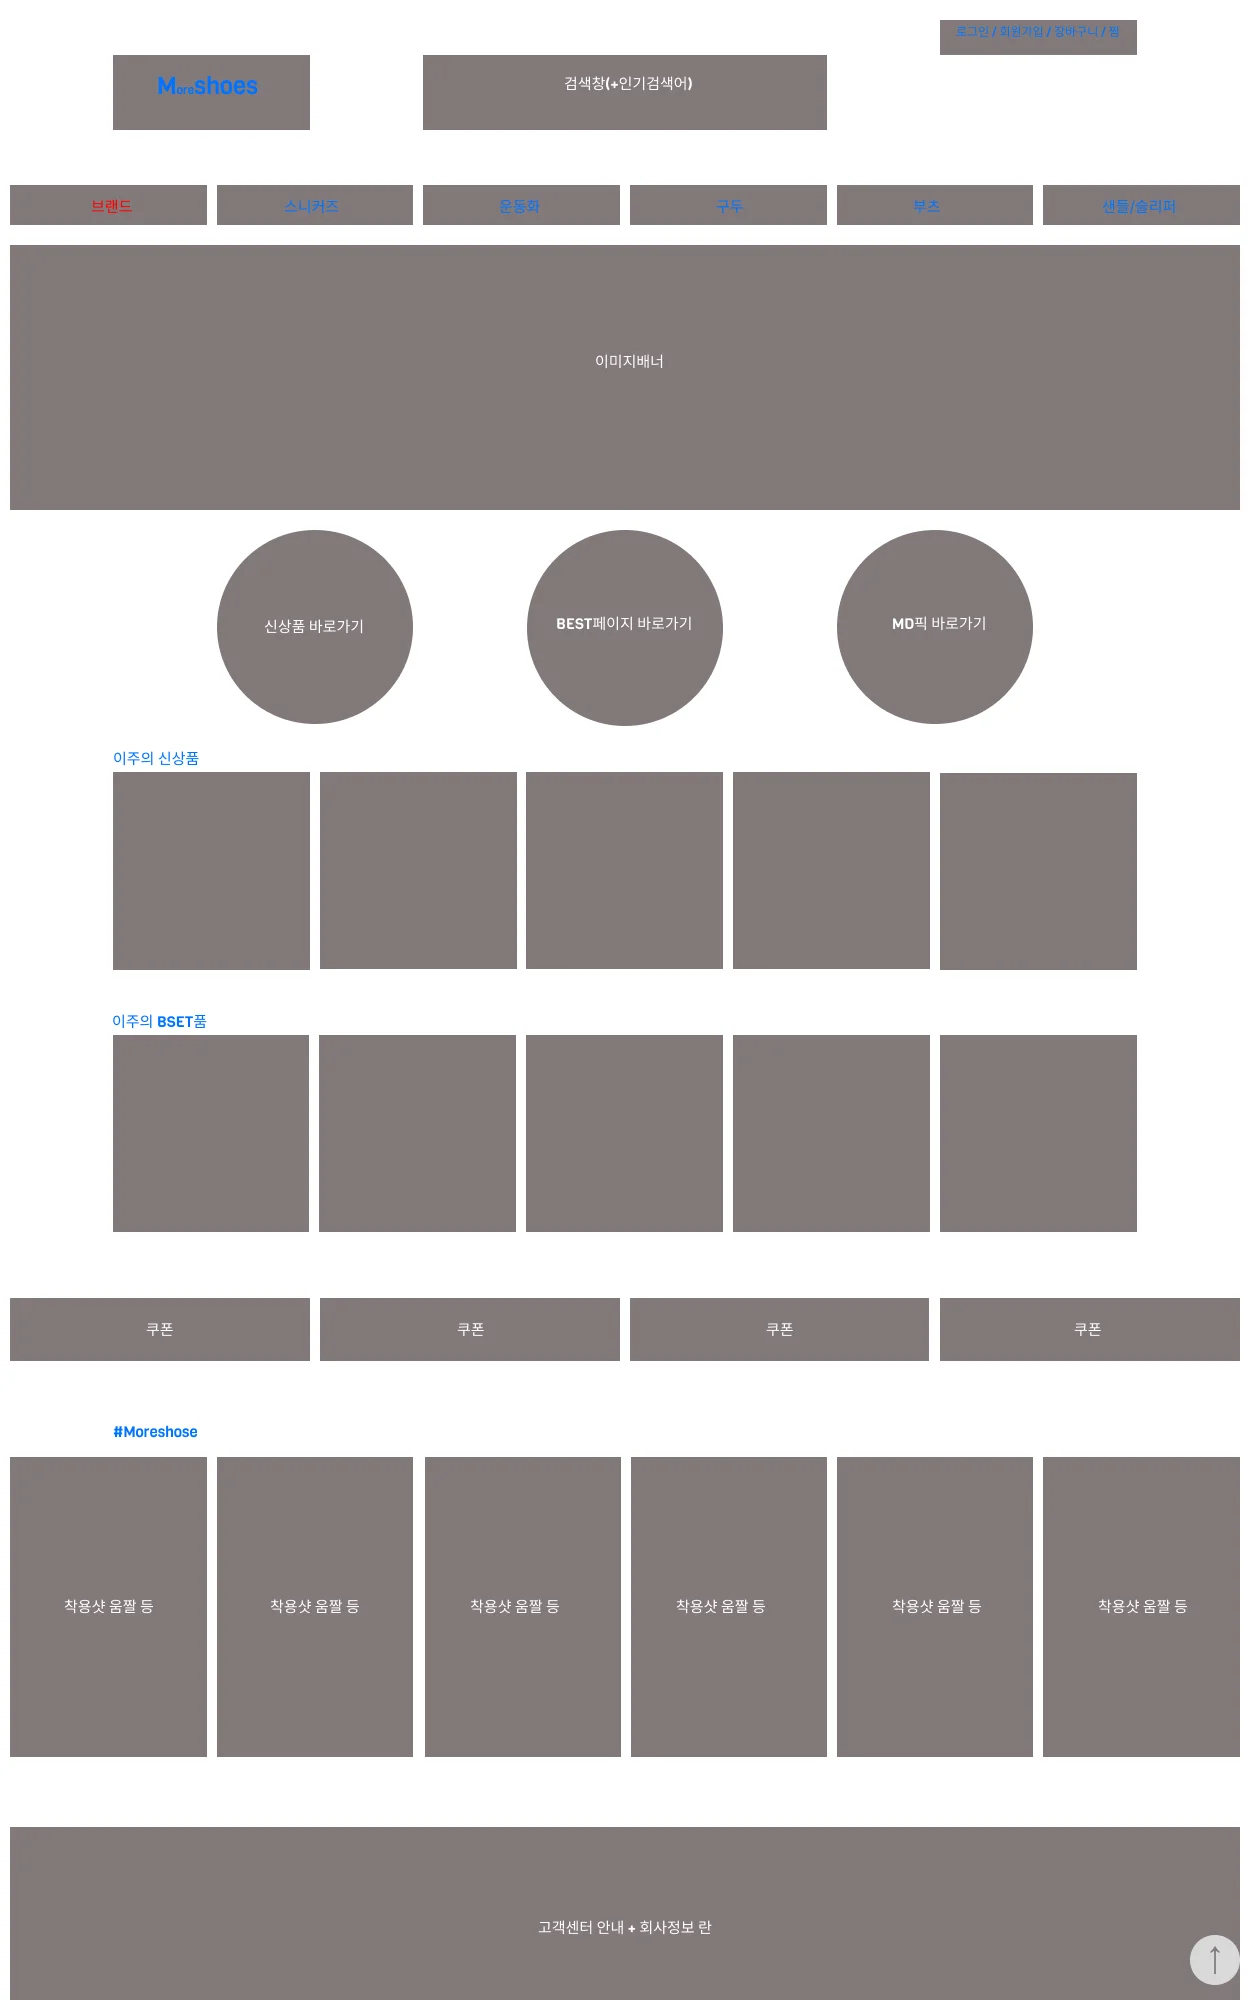 로그인 / 회원가입 / 장바구니 / 찜
Moreshoes
검색창(+인기검색어)
브랜드
스니커즈
운동화
구두
부츠
샌들/슬리퍼
이미지배너
신상품 바로가기
BEST페이지 바로가기
MD픽 바로가기
이주의 신상품
이주의 BSET품
쿠폰
쿠폰
쿠폰
쿠폰
#Moreshose
착용샷 움짤 등
착용샷 움짤 등
착용샷 움짤 등
착용샷 움짤 등
착용샷 움짤 등
착용샷 움짤 등
고객센터 안내 + 회사정보 란
↑